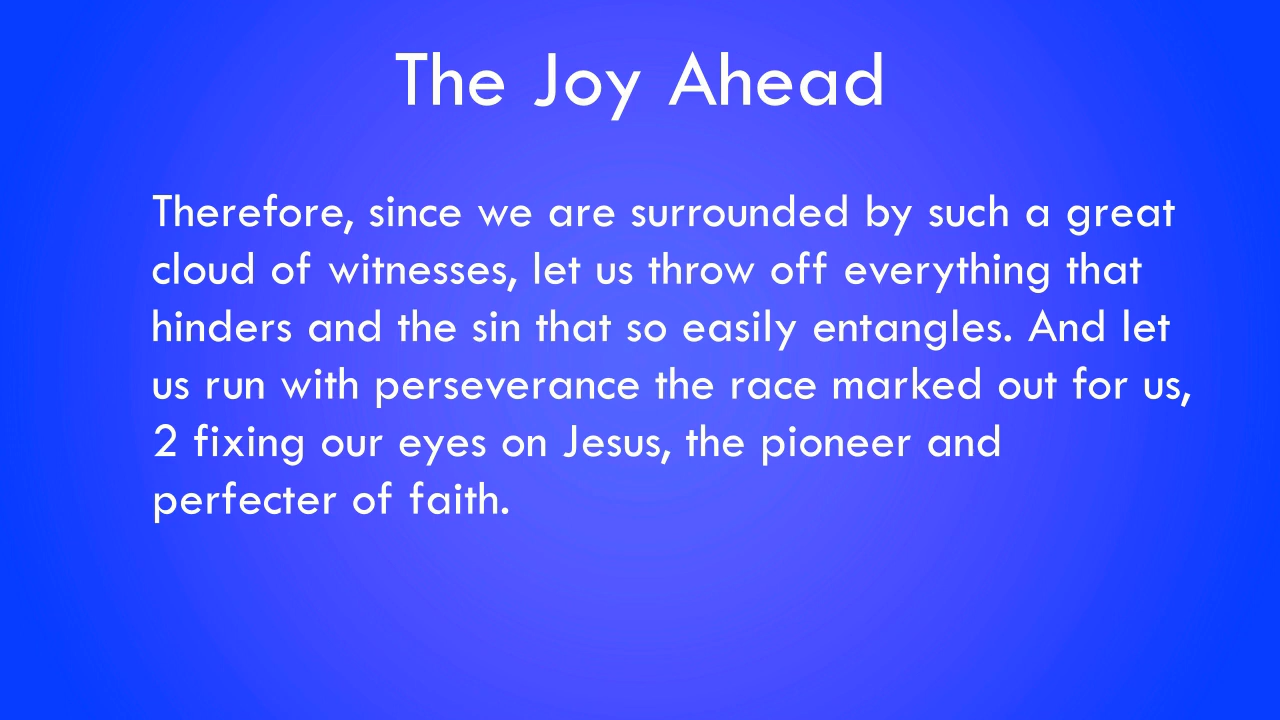 The Joy Ahead
Therefore, since we are surrounded by such a great
cloud of witnesses, let us throw off everything that
hinders and the sin that so easily entangles. And let
us run with perseverance the race marked out for us,
2 fixing our eyes on Jesus, the pioneer and
perfecter of faith.